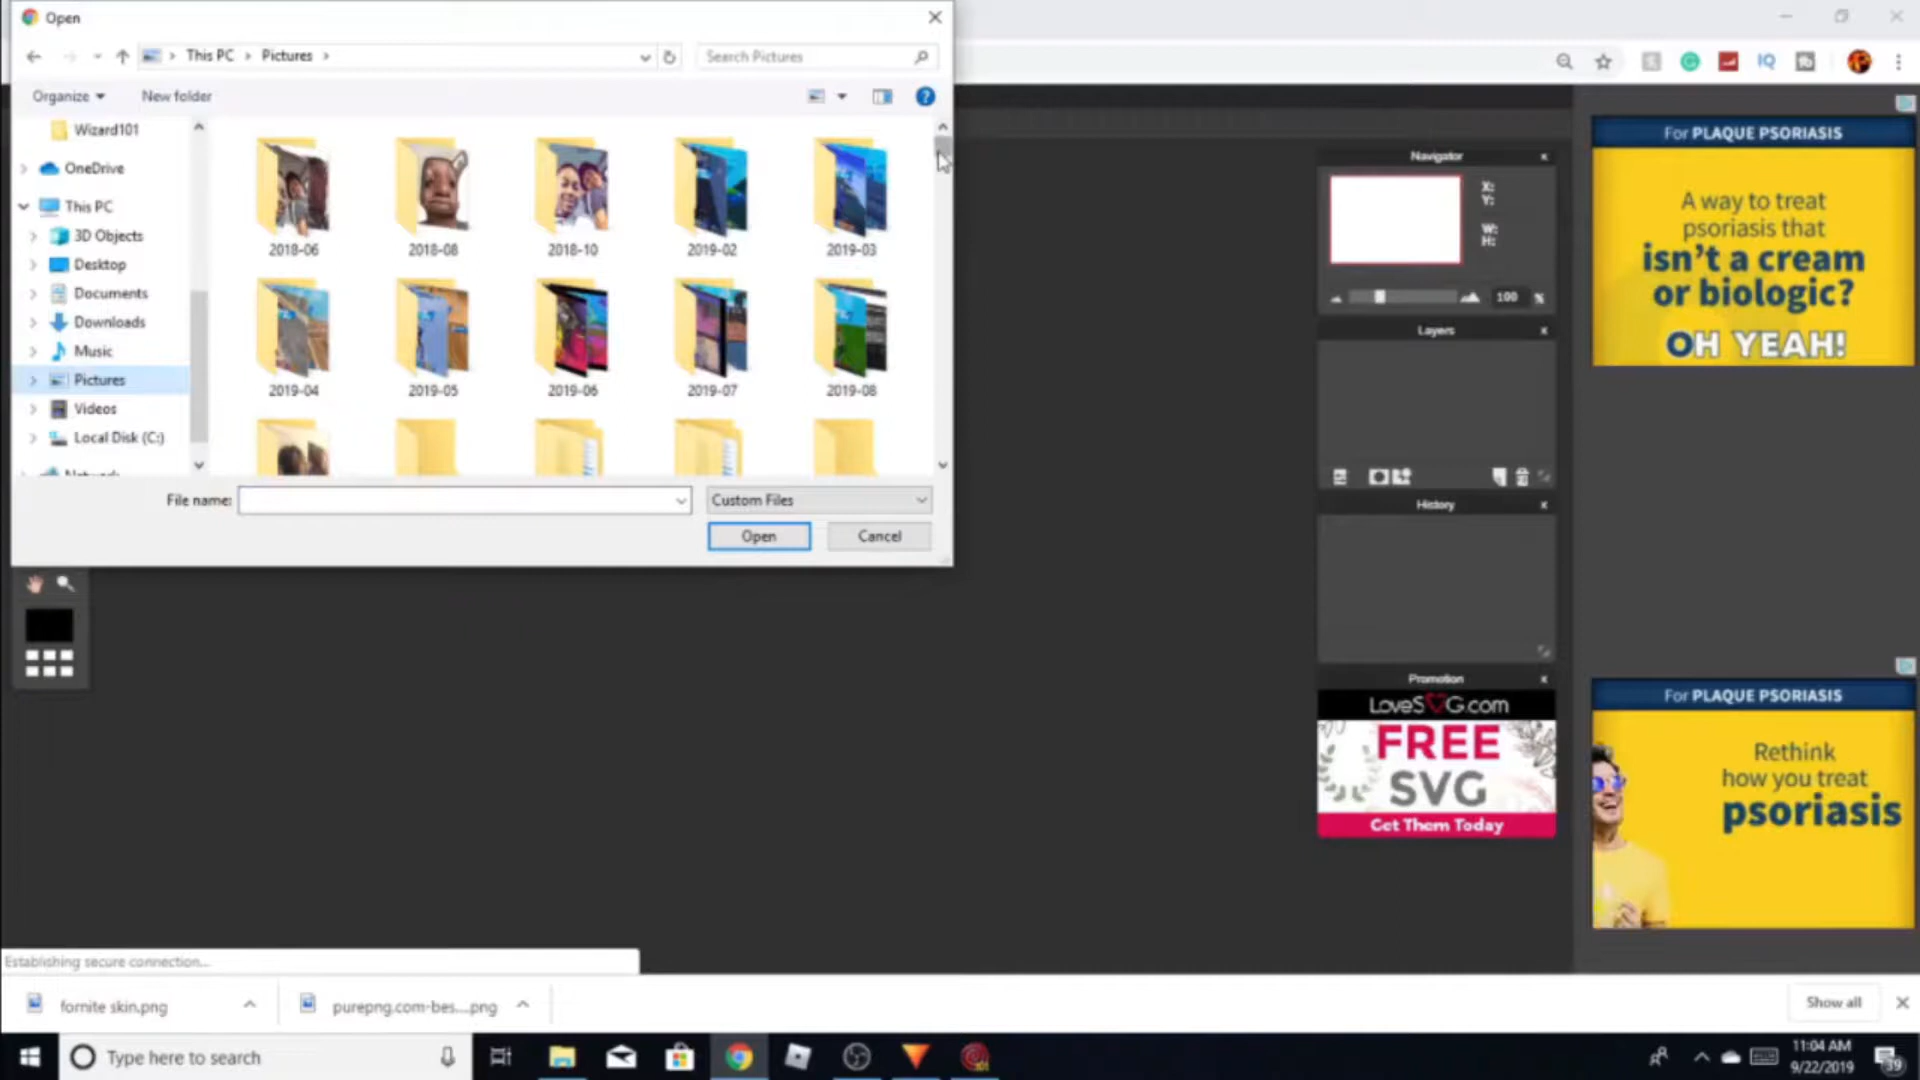 Open
This PC
Pictures
Search Pictures
Organize
New folder
Wizard101
OneDrive
This PC
3D Objects
Desktop
Documents
Downloads
Music
Pictures
Videos
Local Disk (C:)
Network
2018-06
2018-08
2018-10
2019-02
2019-03
2019-04
2019-05
2019-06
2019-07
2019-08
File name:
Custom Files
Open
Cancel
IQ
Navigator
X:
Y:
W:
H:
100 %
Layers
History
Promotion
LoveSVG.com
FREE
SVG
Get Them Today
For PLAQUE PSORIASIS
A way to treat
psoriasis that
isn't a cream
or biologic?
OH YEAH!
For PLAQUE PSORIASIS
Rethink
how you treat
psoriasis
Establishing secure connection...
fornite skin.png
purepng.com-bes....png
Show all
Type here to search
11:04 AM
9/22/2019
39